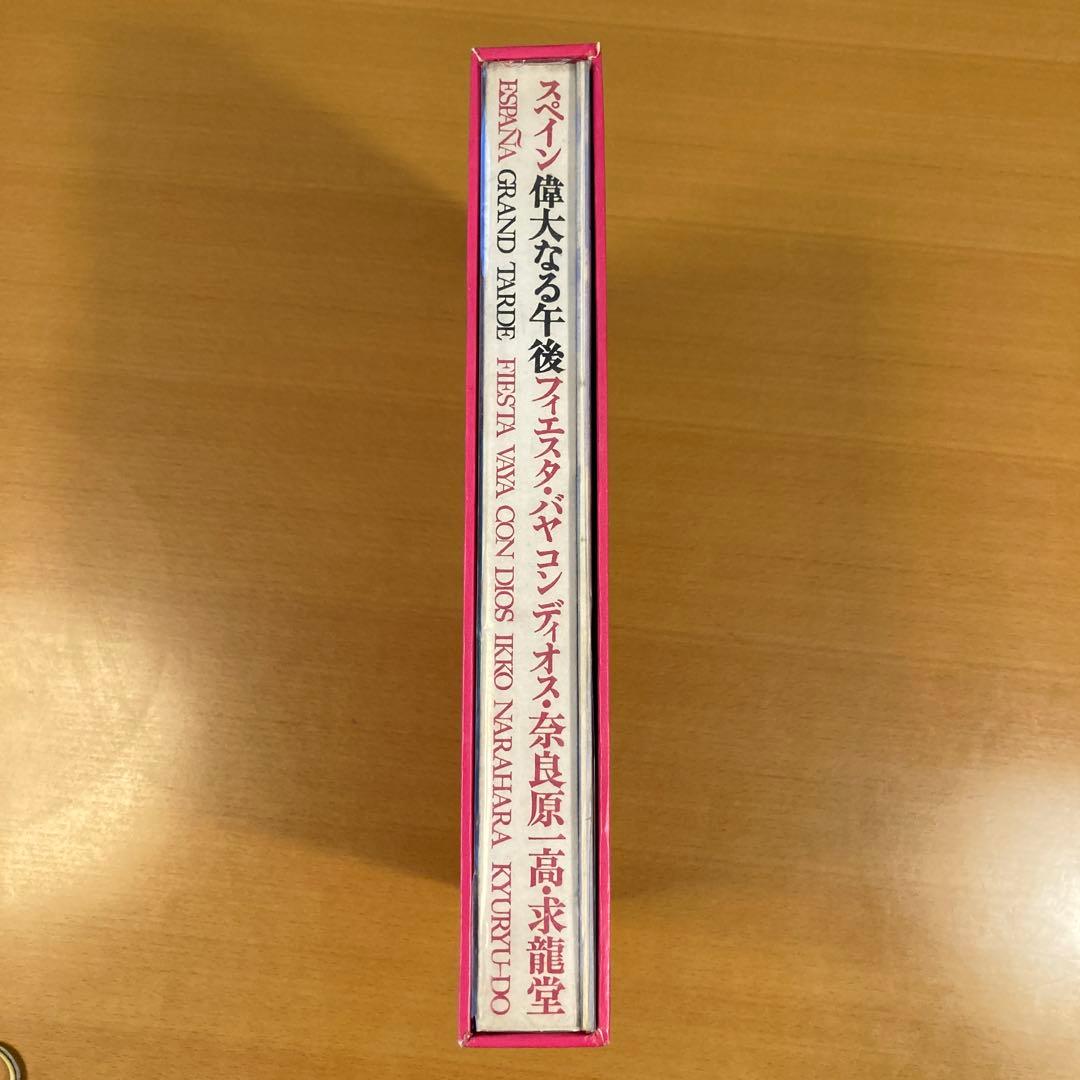 スペイン 偉大なる午後 フィエスタ・バヤ コン ディオス・奈良原一高・求龍堂
ESPAÑA GRAND TARDE FIESTA VAYA CON DIOS IKKO NARAHARA KYURYU-DO